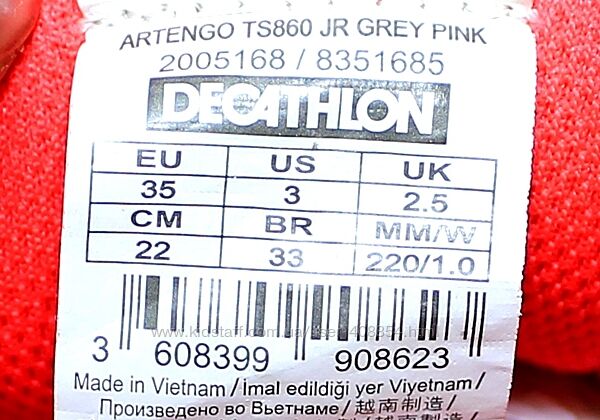 ARTENGO TS860 JR GREY PINK
2005168 / 8351685
DECATHLON
EU US UK
35 3 2.5
CM BR MM/W
22 33 220/1.0
3 608399 908623
Made in Vietnam / İmal edildiği yer Viyetnam /
Произведено во Вьетнаме / 越南制造 /